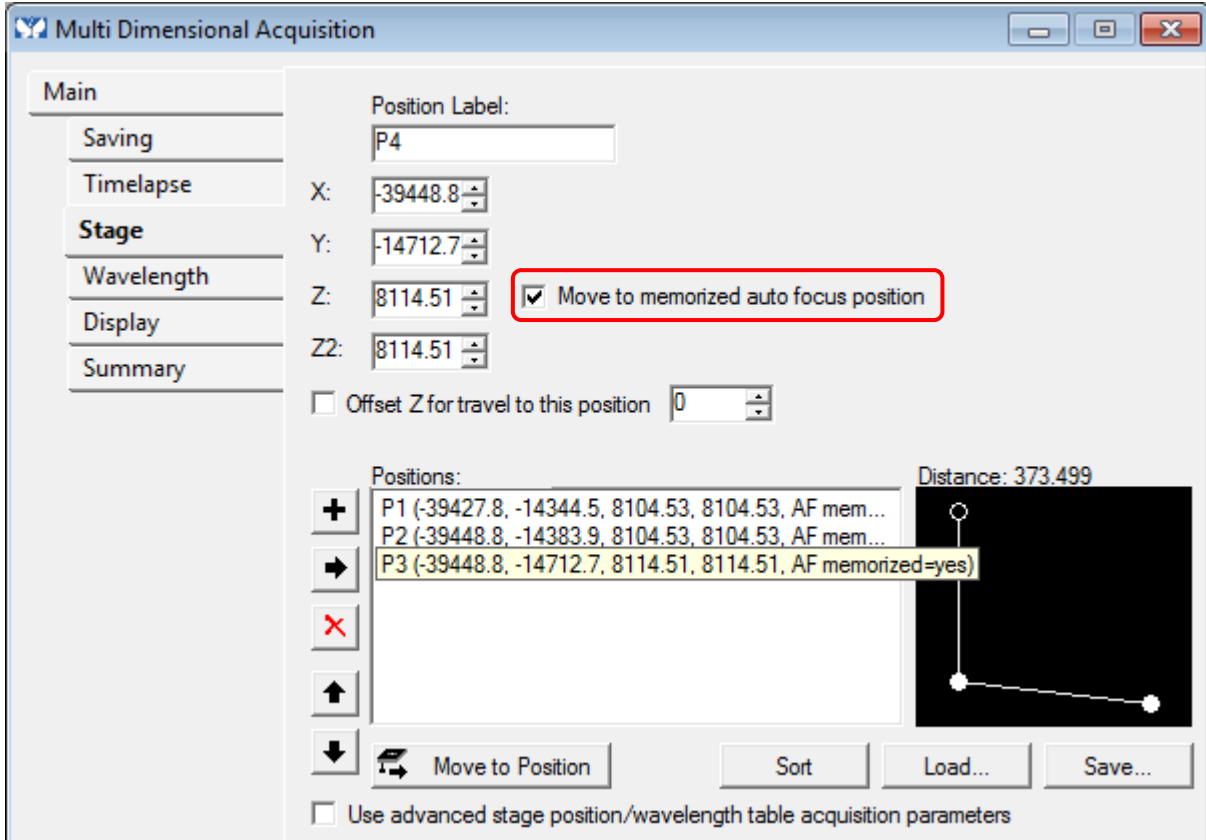 Multi Dimensional Acquisition
Main
Saving
Timelapse
Stage
Wavelength
Display
Summary
Position Label:
P4
X: -39448.8
Y: -14712.7
Z: 8114.51 Move to memorized auto focus position
Z2: 8114.51
Offset Z for travel to this position 0
Positions: Distance: 373.499
P1 (-39427.8, -14344.5, 8104.53, 8104.53, AF mem...
P2 (-39448.8, -14383.9, 8104.53, 8104.53, AF mem...
P3 (-39448.8, -14712.7, 8114.51, 8114.51, AF memorized=yes)
Move to Position Sort Load... Save...
Use advanced stage position/wavelength table acquisition parameters